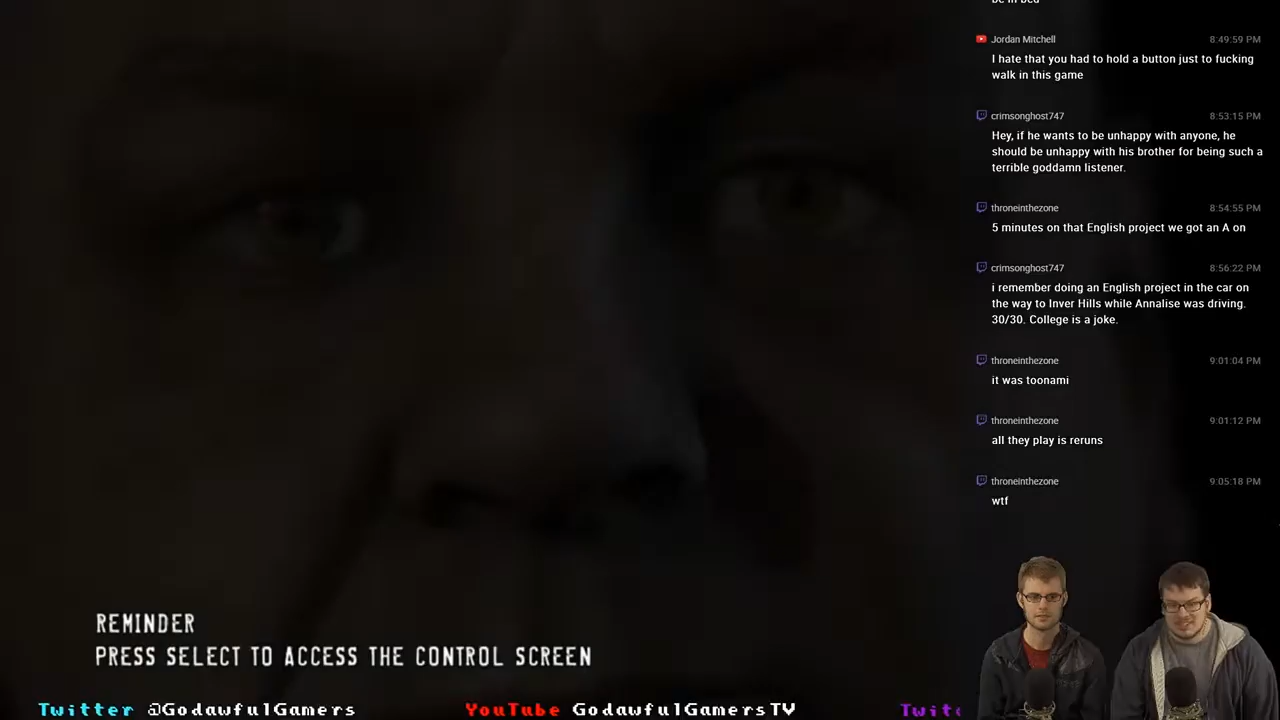 be in bed
Jordan Mitchell 8:49:59 PM
I hate that you had to hold a button just to fucking
walk in this game
crimsonghost747 8:53:15 PM
Hey, if he wants to be unhappy with anyone, he
should be unhappy with his brother for being such a
terrible goddamn listener.
throneinthezone 8:54:55 PM
5 minutes on that English project we got an A on
crimsonghost747 8:56:22 PM
i remember doing an English project in the car on
the way to Inver Hills while Annalise was driving.
30/30. College is a joke.
throneinthezone 9:01:04 PM
it was toonami
throneinthezone 9:01:12 PM
all they play is reruns
throneinthezone 9:05:18 PM
wtf
REMINDER
PRESS SELECT TO ACCESS THE CONTROL SCREEN
Twitter @GodawfulGamers YouTube GodawfulGamersTV